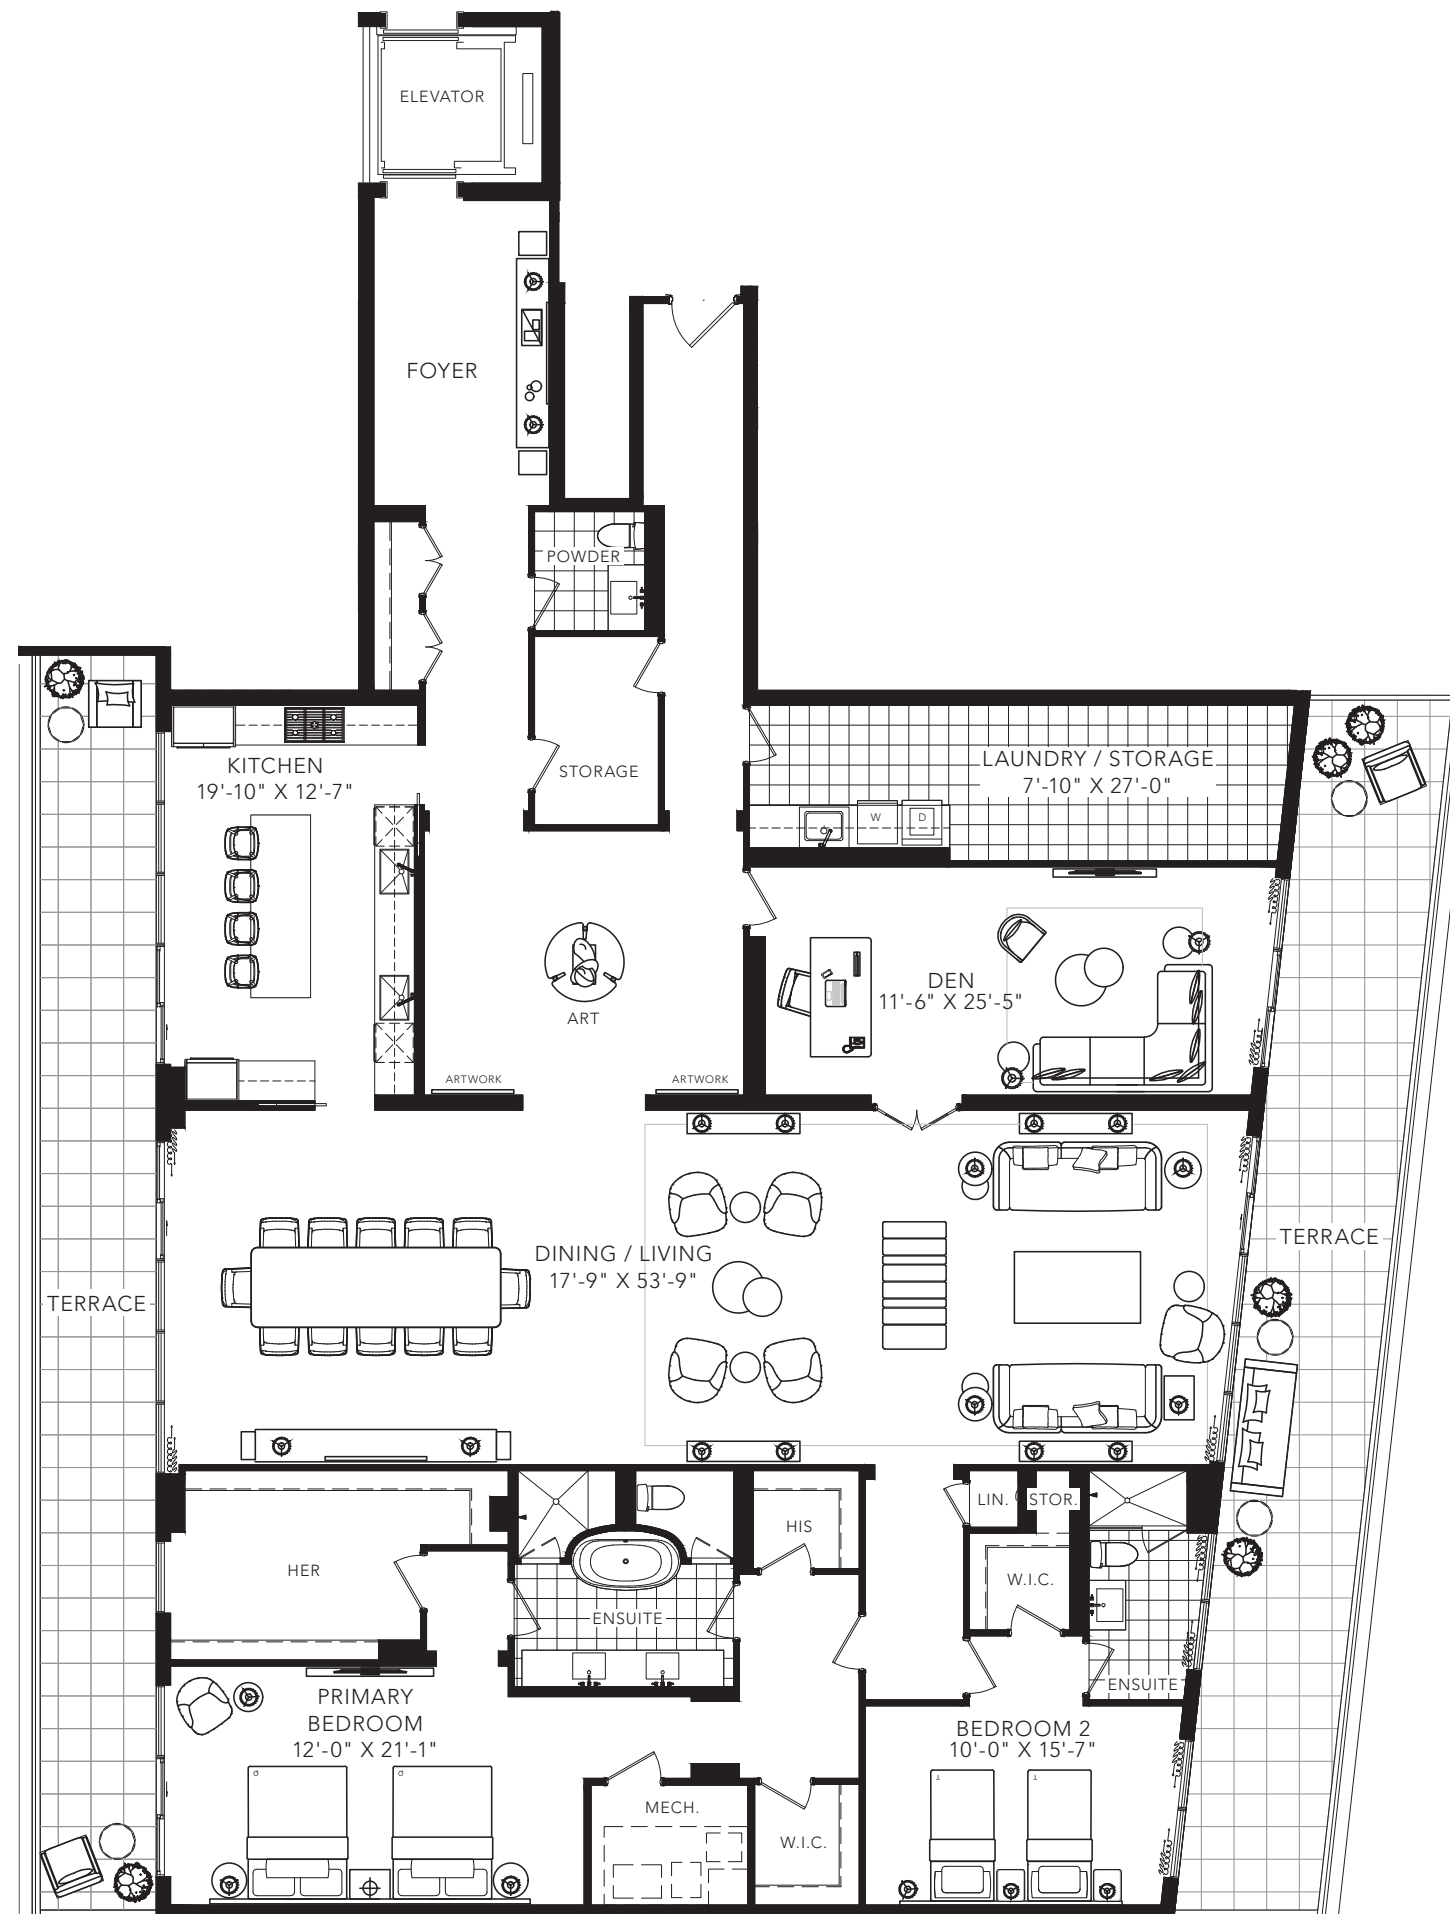 ELEVATOR
FOYER
POWDER
STORAGE
KITCHEN
19'-10" X 12'-7"
LAUNDRY / STORAGE
7'-10" X 27'-0"
W
D
DEN
11'-6" X 25'-5"
ART
ARTWORK
ARTWORK
TERRACE
DINING / LIVING
17'-9" X 53'-9"
TERRACE
HER
ENSUITE
HIS
LIN.
STOR.
W.I.C.
ENSUITE
PRIMARY
BEDROOM
12'-0" X 21'-1"
BEDROOM 2
10'-0" X 15'-7"
MECH.
W.I.C.